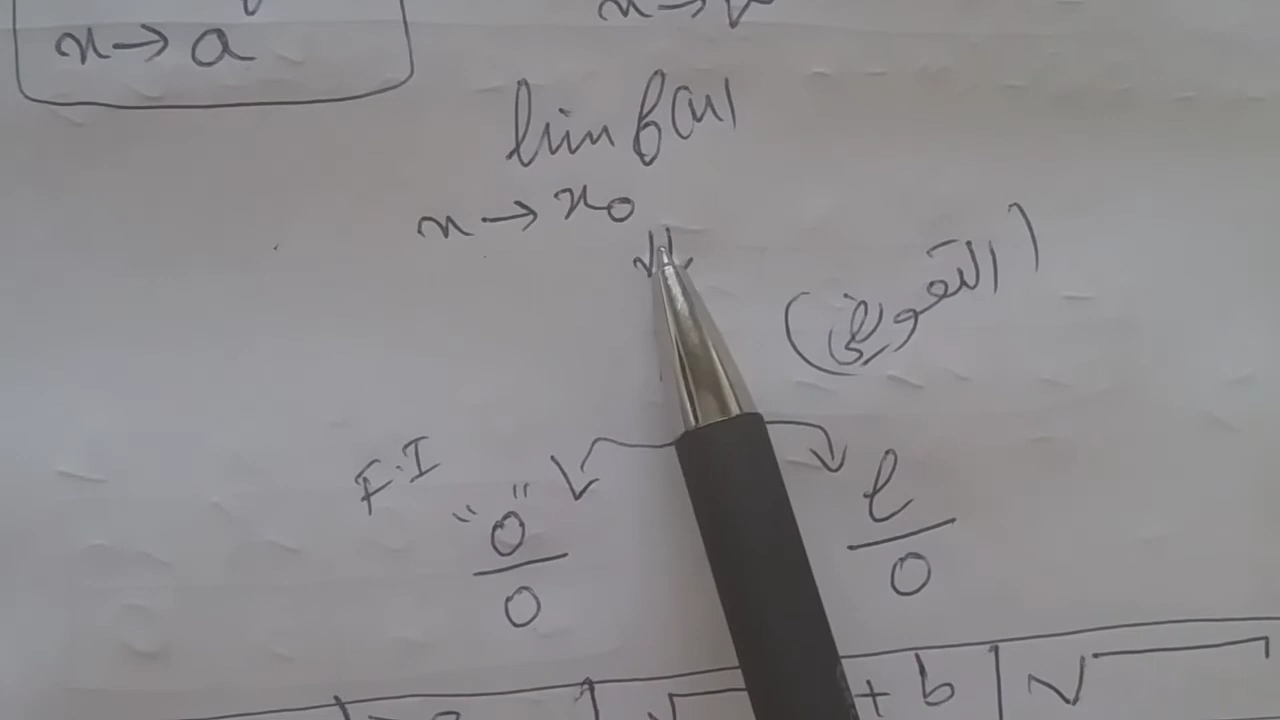 x → a
lim f(x)
x → x₀
(التعويض)
F.I
"0"
0
l
0
+ b
√